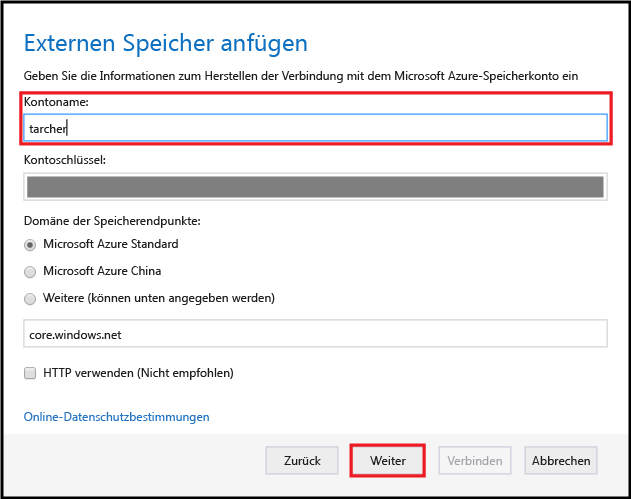 Externen Speicher anfügen
Geben Sie die Informationen zum Herstellen der Verbindung mit dem Microsoft Azure-Speicherkonto ein
Kontoname:
tarcher
Kontoschlüssel:
Domäne der Speicherendpunkte:
Microsoft Azure Standard
Microsoft Azure China
Weitere (können unten angegeben werden)
core.windows.net
HTTP verwenden (Nicht empfohlen)
Online-Datenschutzbestimmungen
Zurück Weiter Verbinden Abbrechen